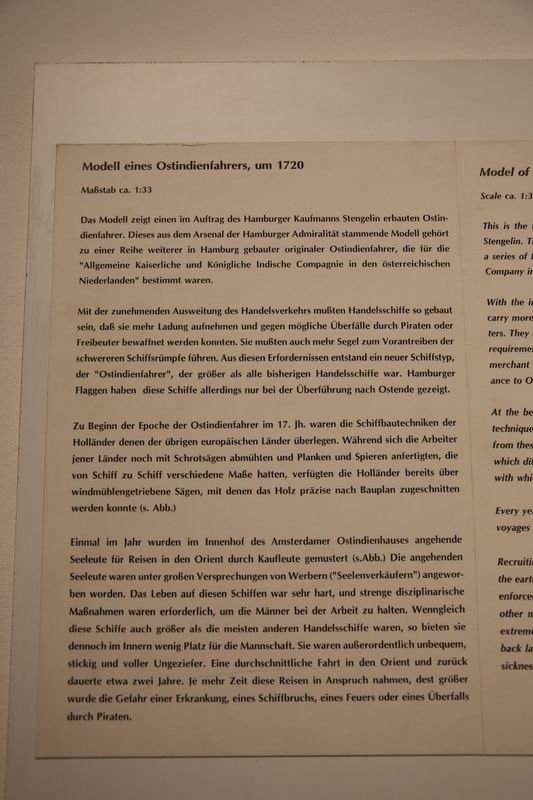 Modell eines Ostindienfahrers, um 1720
Maßstab ca. 1:33
Das Modell zeigt einen im Auftrag des Hamburger Kaufmanns Stengelin erbauten Ostin-
dienfahrer. Dieses aus dem Arsenal der Hamburger Admiralität stammende Modell gehört
zu einer Reihe weiterer in Hamburg gebauter originaler Ostindienfahrer, die für die
"Allgemeine Kaiserliche und Königliche Indische Compagnie in den österreichischen
Niederlanden" bestimmt waren.
Mit der zunehmenden Ausweitung des Handelsverkehrs mußten Handelsschiffe so gebaut
sein, daß sie mehr Ladung aufnehmen und gegen mögliche Überfälle durch Piraten oder
Freibeuter bewaffnet werden konnten. Sie mußten auch mehr Segel zum Vorantreiben der
schwereren Schiffsrümpfe führen. Aus diesen Erfordernissen entstand ein neuer Schiffstyp,
der "Ostindienfahrer", der größer als alle bisherigen Handelsschiffe war. Hamburger
Flaggen haben diese Schiffe allerdings nur bei der Überführung nach Ostende gezeigt.
Zu Beginn der Epoche der Ostindienfahrer im 17. Jh. waren die Schiffbautechniken der
Holländer denen der übrigen europäischen Länder überlegen. Während sich die Arbeiter
jener Länder noch mit Schrotsägen abmühten und Planken und Spieren anfertigten, die
von Schiff zu Schiff verschiedene Maße hatten, verfügten die Holländer bereits über
windmühlengetriebene Sägen, mit denen das Holz präzise nach Bauplan zugeschnitten
werden konnte (s. Abb.)
Einmal im Jahr wurden im Innenhof des Amsterdamer Ostindienhauses angehende
Seeleute für Reisen in den Orient durch Kaufleute gemustert (s.Abb.) Die angehenden
Seeleute waren unter großen Versprechungen von Werbern ("Seelenverkäufern") angewor-
ben worden. Das Leben auf diesen Schiffen war sehr hart, und strenge disziplinarische
Maßnahmen waren erforderlich, um die Männer bei der Arbeit zu halten. Wenngleich
diese Schiffe auch größer als die meisten anderen Handelsschiffe waren, so bieten sie
dennoch im Innern wenig Platz für die Mannschaft. Sie waren außerordentlich unbequem,
stickig und voller Ungeziefer. Eine durchschnittliche Fahrt in den Orient und zurück
dauerte etwa zwei Jahre. Je mehr Zeit diese Reisen in Anspruch nahmen, dest größer
wurde die Gefahr einer Erkrankung, eines Schiffbruchs, eines Feuers oder eines Überfalls
durch Piraten.
Model of
Scale ca. 1:3
This is the
Stengelin.
a series of
Company in
With the
carry more
ters. They
requireme
merchant
ance to O
At the be
technique
from thes
which dif
with whi
Every ye
voyages
Recruiti
the eart
enforce
other m
extreme
back la
sicknes